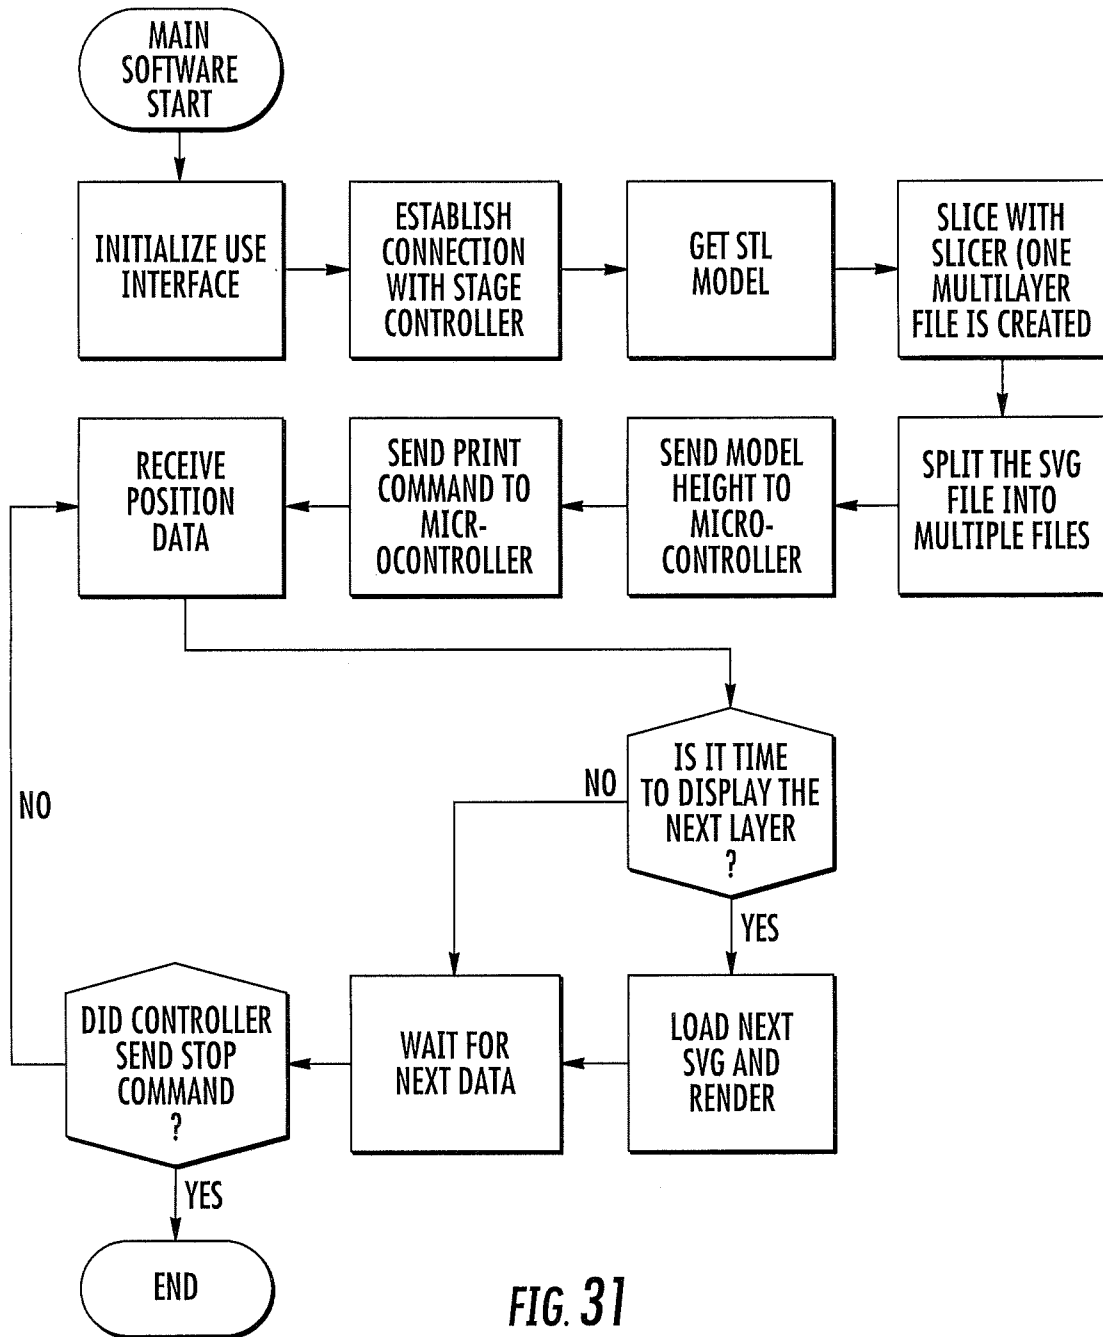 MAIN
SOFTWARE
START
INITIALIZE USE
INTERFACE
ESTABLISH
CONNECTION
WITH STAGE
CONTROLLER
GET STL
MODEL
SLICE WITH
SLICER (ONE
MULTILAYER
FILE IS CREATED
RECEIVE
POSITION
DATA
SEND PRINT
COMMAND TO
MICR-
OCONTROLLER
SEND MODEL
HEIGHT TO
MICRO-
CONTROLLER
SPLIT THE SVG
FILE INTO
MULTIPLE FILES
IS IT TIME
TO DISPLAY THE
NEXT LAYER
?
NO
NO
YES
DID CONTROLLER
SEND STOP
COMMAND
?
WAIT FOR
NEXT DATA
LOAD NEXT
SVG AND
RENDER
YES
END
FIG. 31